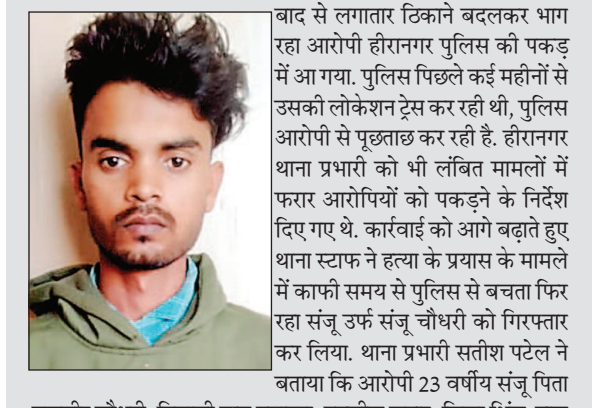 बाद से लगातार ठिकाने बदलकर भाग
रहा आरोपी हीरानगर पुलिस की पकड़
में आ गया. पुलिस पिछले कई महीनों से
उसकी लोकेशन ट्रेस कर रही थी, पुलिस
आरोपी से पूछताछ कर रही है. हीरानगर
थाना प्रभारी को भी लंबित मामलों में
फरार आरोपियों को पकड़ने के निर्देश
दिए गए थे. कार्रवाई को आगे बढ़ाते हुए
थाना स्टाफ ने हत्या के प्रयास के मामले
में काफी समय से पुलिस से बचता फिर
रहा संजू उर्फ संजू चौधरी को गिरफ्तार
कर लिया. थाना प्रभारी सतीश पटेल ने
बताया कि आरोपी 23 वर्षीय संजू पिता